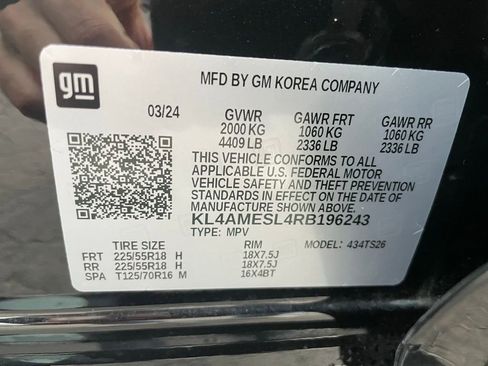 gm
MFD BY GM KOREA COMPANY
03/24 GVWR GAWR FRT GAWR RR
2000 KG 1060 KG 1060 KG
4409 LB 2336 LB 2336 LB
THIS VEHICLE CONFORMS TO ALL
APPLICABLE U.S. FEDERAL MOTOR
VEHICLE SAFETY AND THEFT PREVENTION
STANDARDS IN EFFECT ON THE DATE OF
MANUFACTURE SHOWN ABOVE.
KL4AMESL4RB196243
TYPE: MPV MODEL: 434TS26
TIRE SIZE RIM
FRT 225/55R18 H 18X7.5J
RR 225/55R18 H 18X7.5J
SPA T125/70R16 M 16X4BT